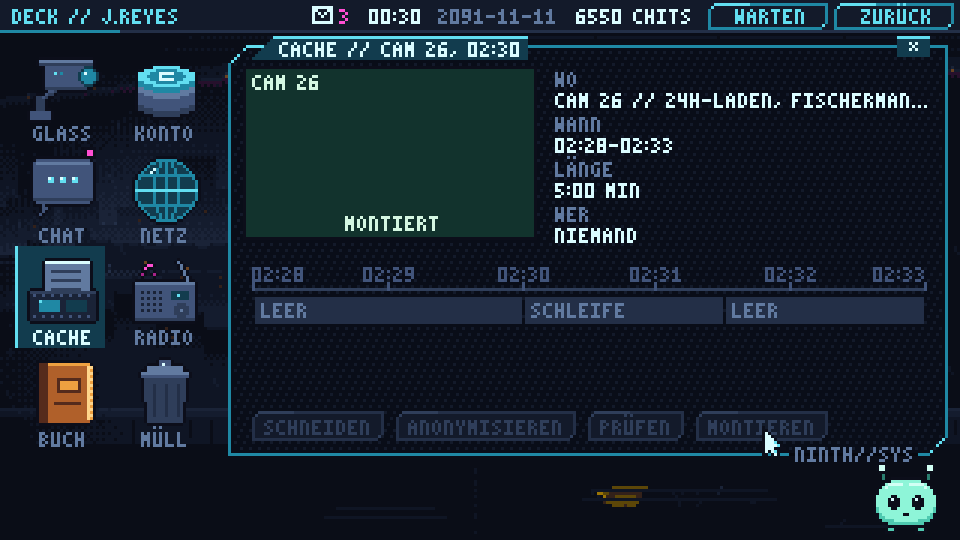 DECK // J.REYES
3 00:30 2091-11-11 6550 CHITS WARTEN ZURÜCK
CACHE // CAM 26, 02:30 x
CAM 26
MONTIERT
WO
CAM 26 // 24H-LADEN, FISCHERMAN...
WANN
02:28-02:33
LÄNGE
5:00 MIN
WER
NIEMAND
02:28 02:29 02:30 02:31 02:32 02:33
LEER SCHLEIFE LEER
SCHNEIDEN ANONYMISIEREN PRÜFEN MONTIEREN
NINTH//SYS
GLASS KONTO
CHAT NETZ
CACHE RADIO
BUCH MÜLL